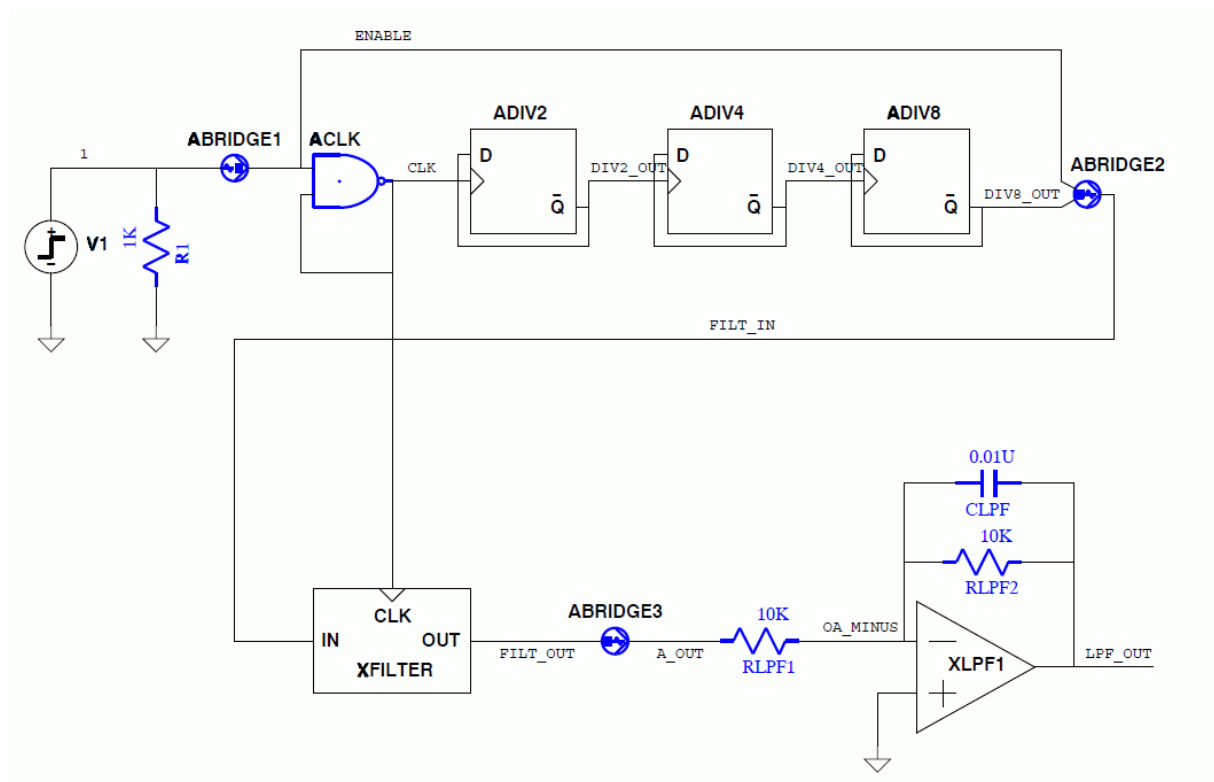 ENABLE
ADIV2
ADIV4
ADIV8
ABRIDGE1
ACLK
1
CLK
D
DIV2_OUT
D
DIV4_OUT
D
ABRIDGE2
DIV8_OUT
Q̅
Q̅
Q̅
+
−
V1
1K
R1
FILT_IN
0.01U
CLPF
10K
RLPF2
CLK
IN
OUT
XFILTER
FILT_OUT
ABRIDGE3
A_OUT
10K
RLPF1
OA_MINUS
−
+
XLPF1
LPF_OUT